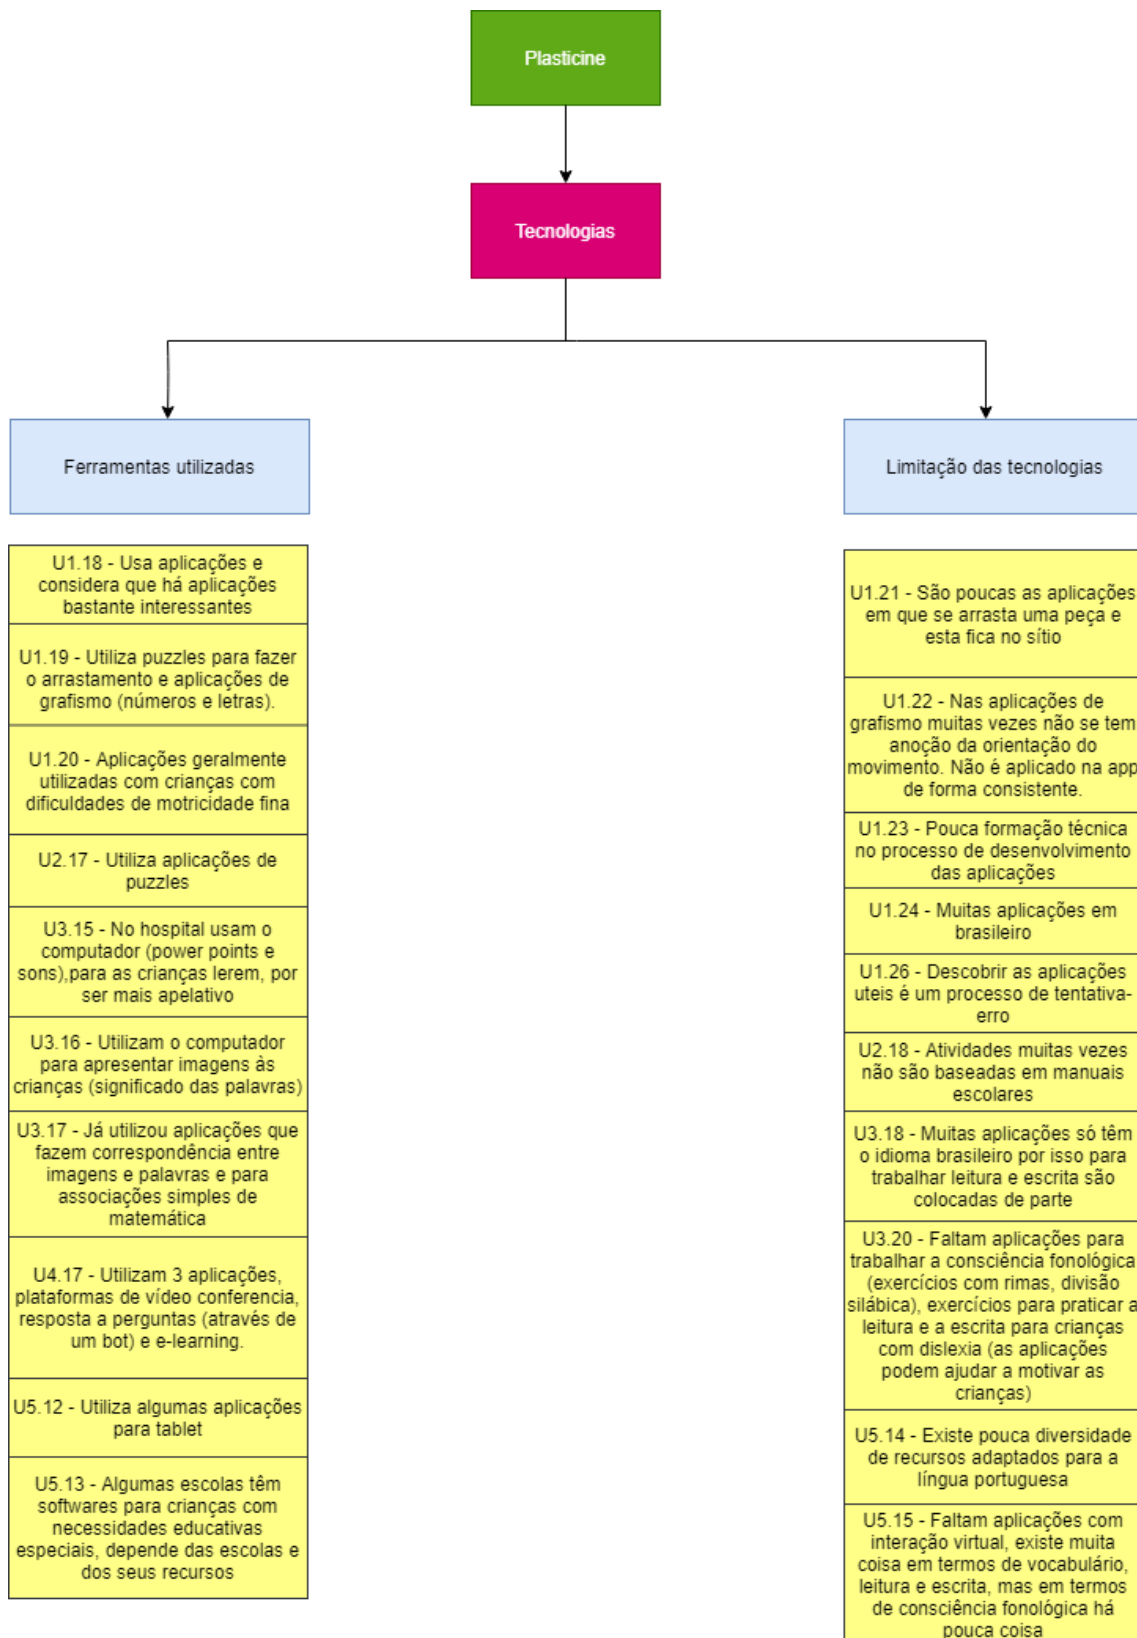 Plasticine
Tecnologias
Ferramentas utilizadas
U1.18 - Usa aplicações e
considera que há aplicações
bastante interessantes
U1.19 - Utiliza puzzles para fazer
o arrastamento e aplicações de
grafismo (números e letras).
U1.20 - Aplicações geralmente
utilizadas com crianças com
dificuldades de motricidade fina
U2.17 - Utiliza aplicações de
puzzles
U3.15 - No hospital usam o
computador (power points e
sons),para as crianças lerem, por
ser mais apelativo
U3.16 - Utilizam o computador
para apresentar imagens às
crianças (significado das palavras)
U3.17 - Já utilizou aplicações que
fazem correspondência entre
imagens e palavras e para
associações simples de
matemática
U4.17 - Utilizam 3 aplicações,
plataformas de vídeo conferencia,
resposta a perguntas (através de
um bot) e e-learning.
U5.12 - Utiliza algumas aplicações
para tablet
U5.13 - Algumas escolas têm
softwares para crianças com
necessidades educativas
especiais, depende das escolas e
dos seus recursos
Limitação das tecnologias
U1.21 - São poucas as aplicações
em que se arrasta uma peça e
esta fica no sítio
U1.22 - Nas aplicações de
grafismo muitas vezes não se tem
anoção da orientação do
movimento. Não é aplicado na app
de forma consistente.
U1.23 - Pouca formação técnica
no processo de desenvolvimento
das aplicações
U1.24 - Muitas aplicações em
brasileiro
U1.26 - Descobrir as aplicações
uteis é um processo de tentativa-
erro
U2.18 - Atividades muitas vezes
não são baseadas em manuais
escolares
U3.18 - Muitas aplicações só têm
o idioma brasileiro por isso para
trabalhar leitura e escrita são
colocadas de parte
U3.20 - Faltam aplicações para
trabalhar a consciência fonológica
(exercícios com rimas, divisão
silábica), exercícios para praticar a
leitura e a escrita para crianças
com dislexia (as aplicações
podem ajudar a motivar as
crianças)
U5.14 - Existe pouca diversidade
de recursos adaptados para a
língua portuguesa
U5.15 - Faltam aplicações com
interação virtual, existe muita
coisa em termos de vocabulário,
leitura e escrita, mas em termos
de consciência fonológica há
pouca coisa